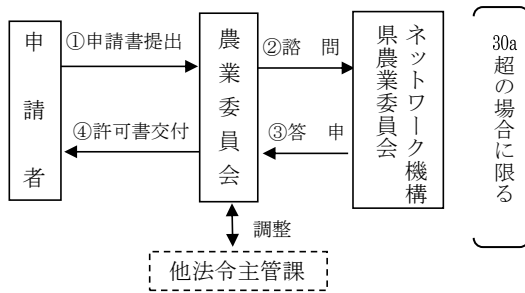 申請者
①申請書提出
④許可書交付
農業委員会
②諮　問
③答　申
ネットワーク機構
県農業委員会
30a
超の場合に限る
調整
他法令主管課